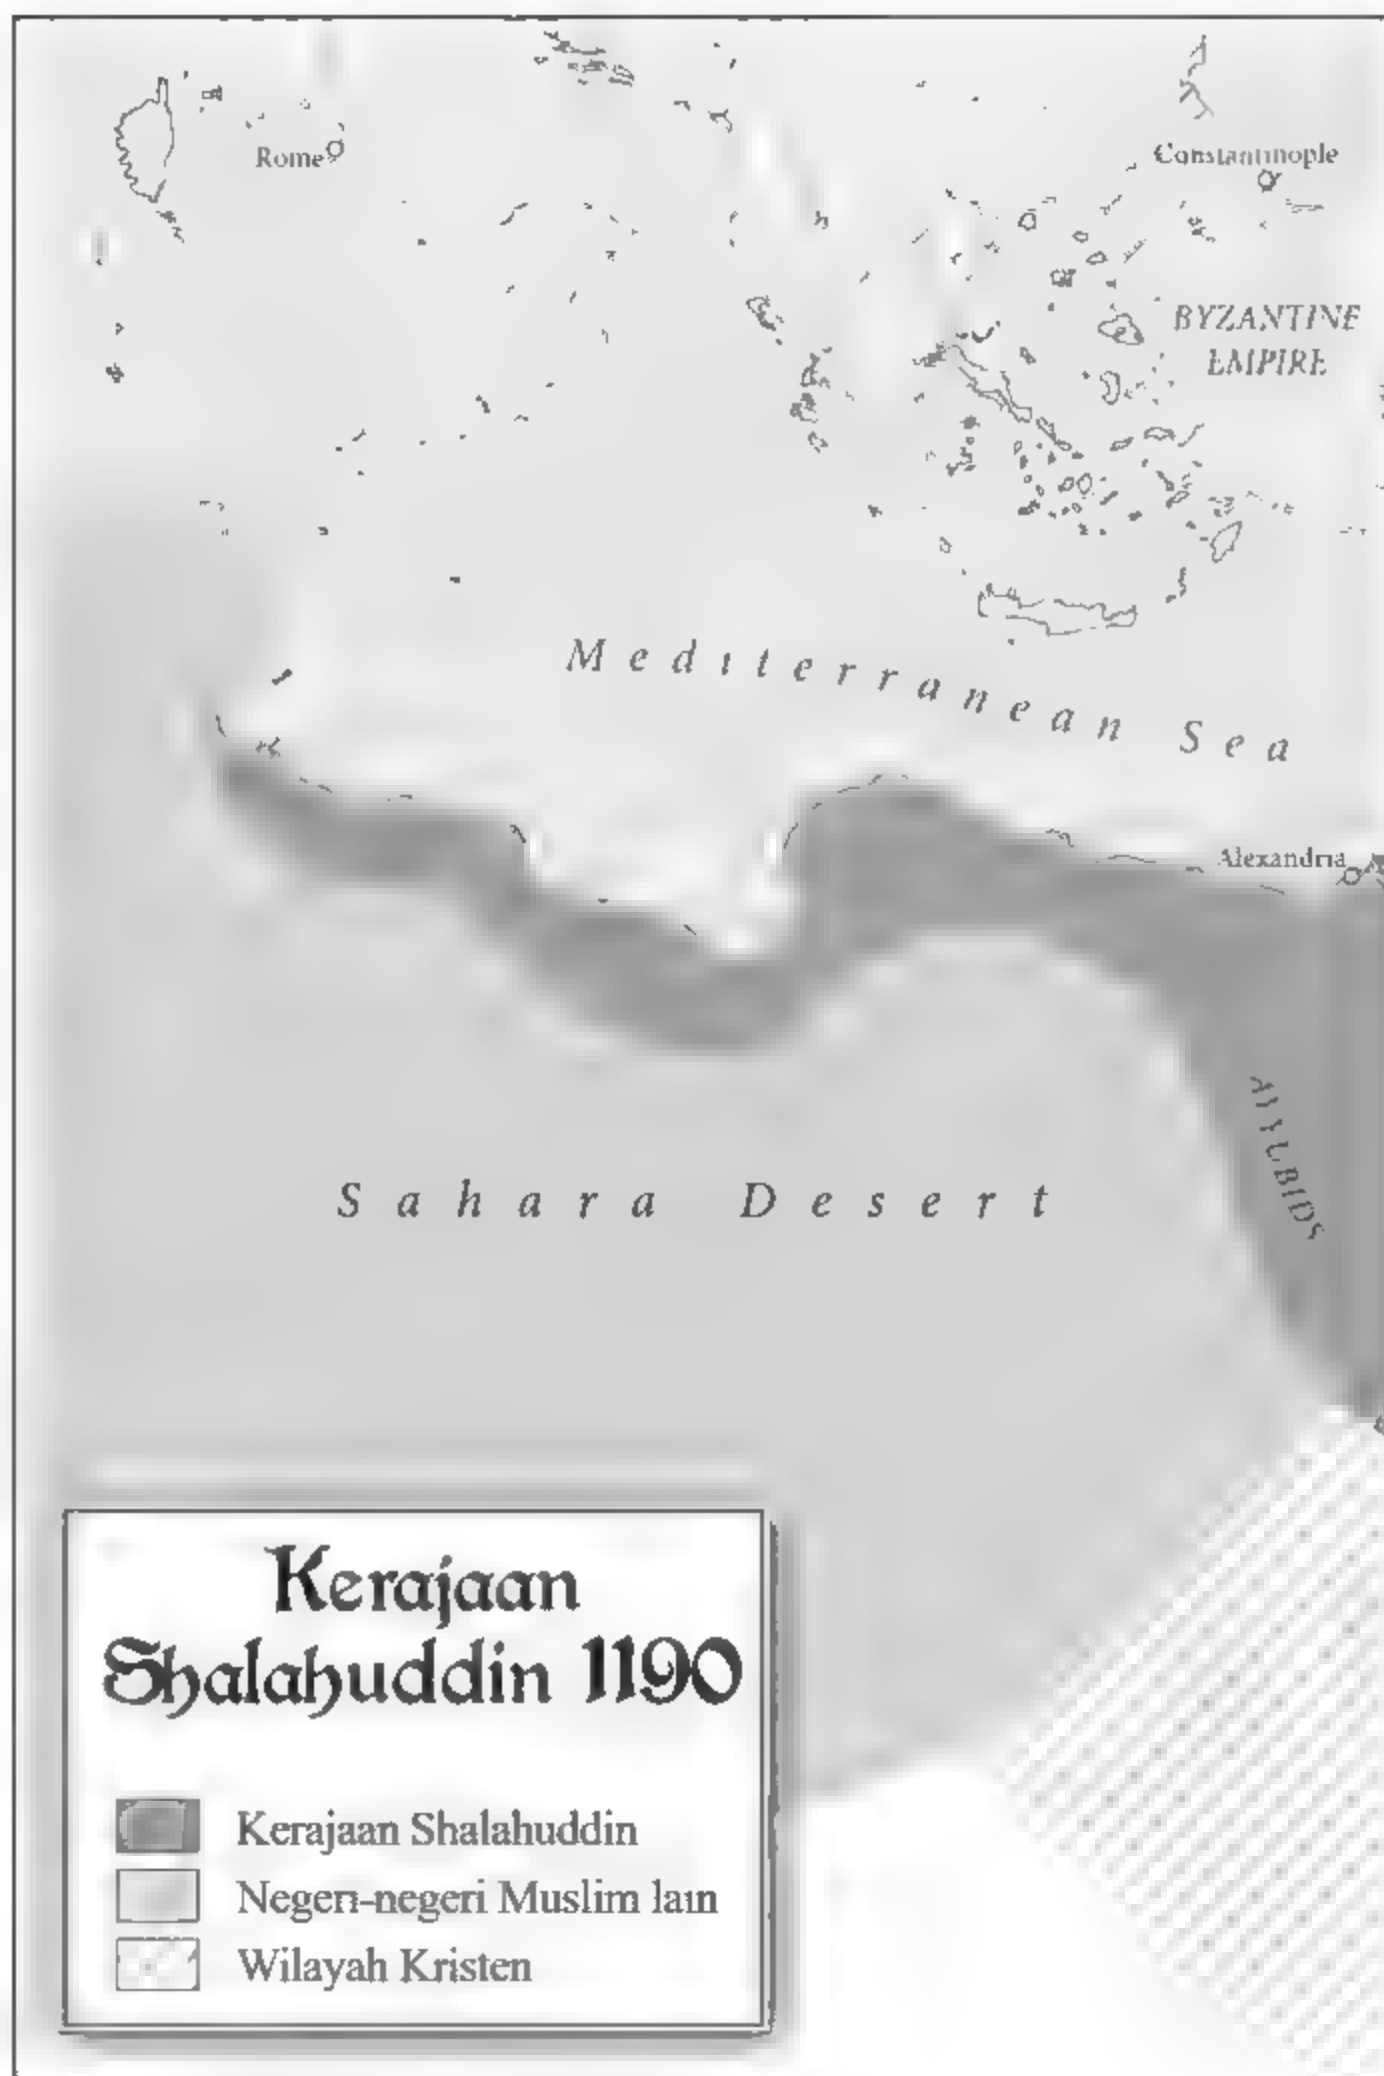 Rome
Constantinople
BYZANTINE
EMPIRE
Mediterranean Sea
Alexandria
AYYUBIDS
Sahara Desert
Kerajaan
Shalahuddin 1190
Kerajaan Shalahuddin
Negeri-negeri Muslim lain
Wilayah Kristen